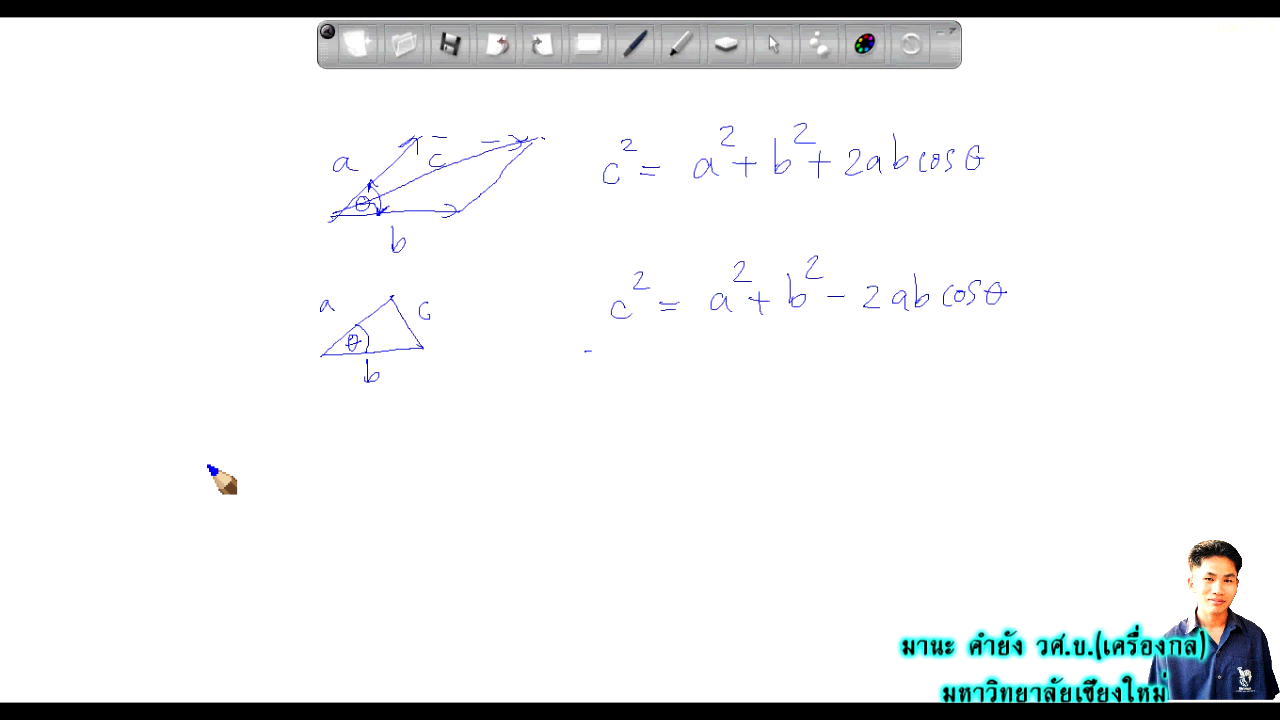 a
c
θ
b
c² = a² + b² + 2ab cos θ
a
c
θ
b
c² = a² + b² - 2ab cos θ
มานะ คำยัง วศ.บ.(เครื่องกล)
มหาวิทยาลัยเชียงใหม่